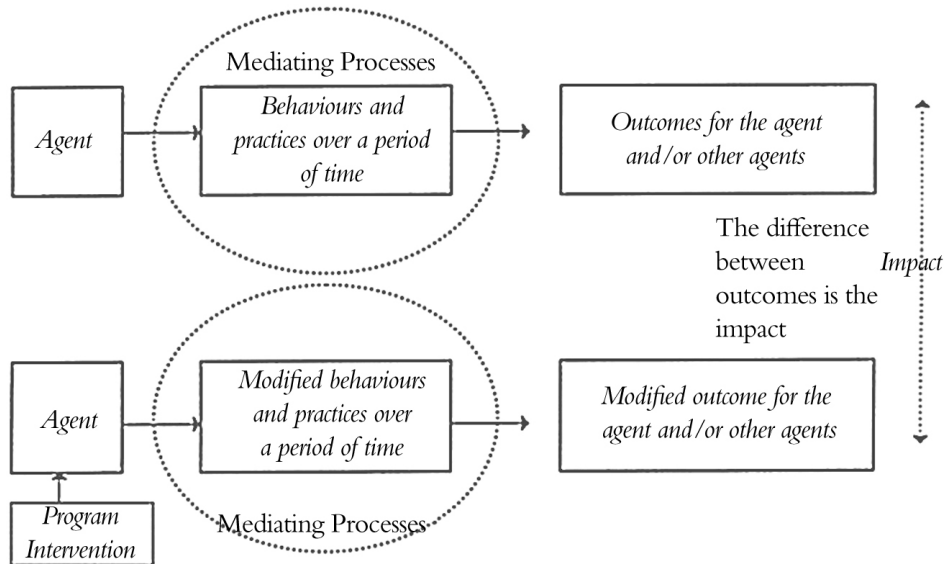 Mediating Processes
Agent
Behaviours and
practices over a period
of time
Outcomes for the agent
and/or other agents
The difference
between
outcomes is the
impact
Impact
Agent
Modified behaviours
and practices over
a period of time
Modified outcome for the
agent and/or other agents
Mediating Processes
Program
Intervention